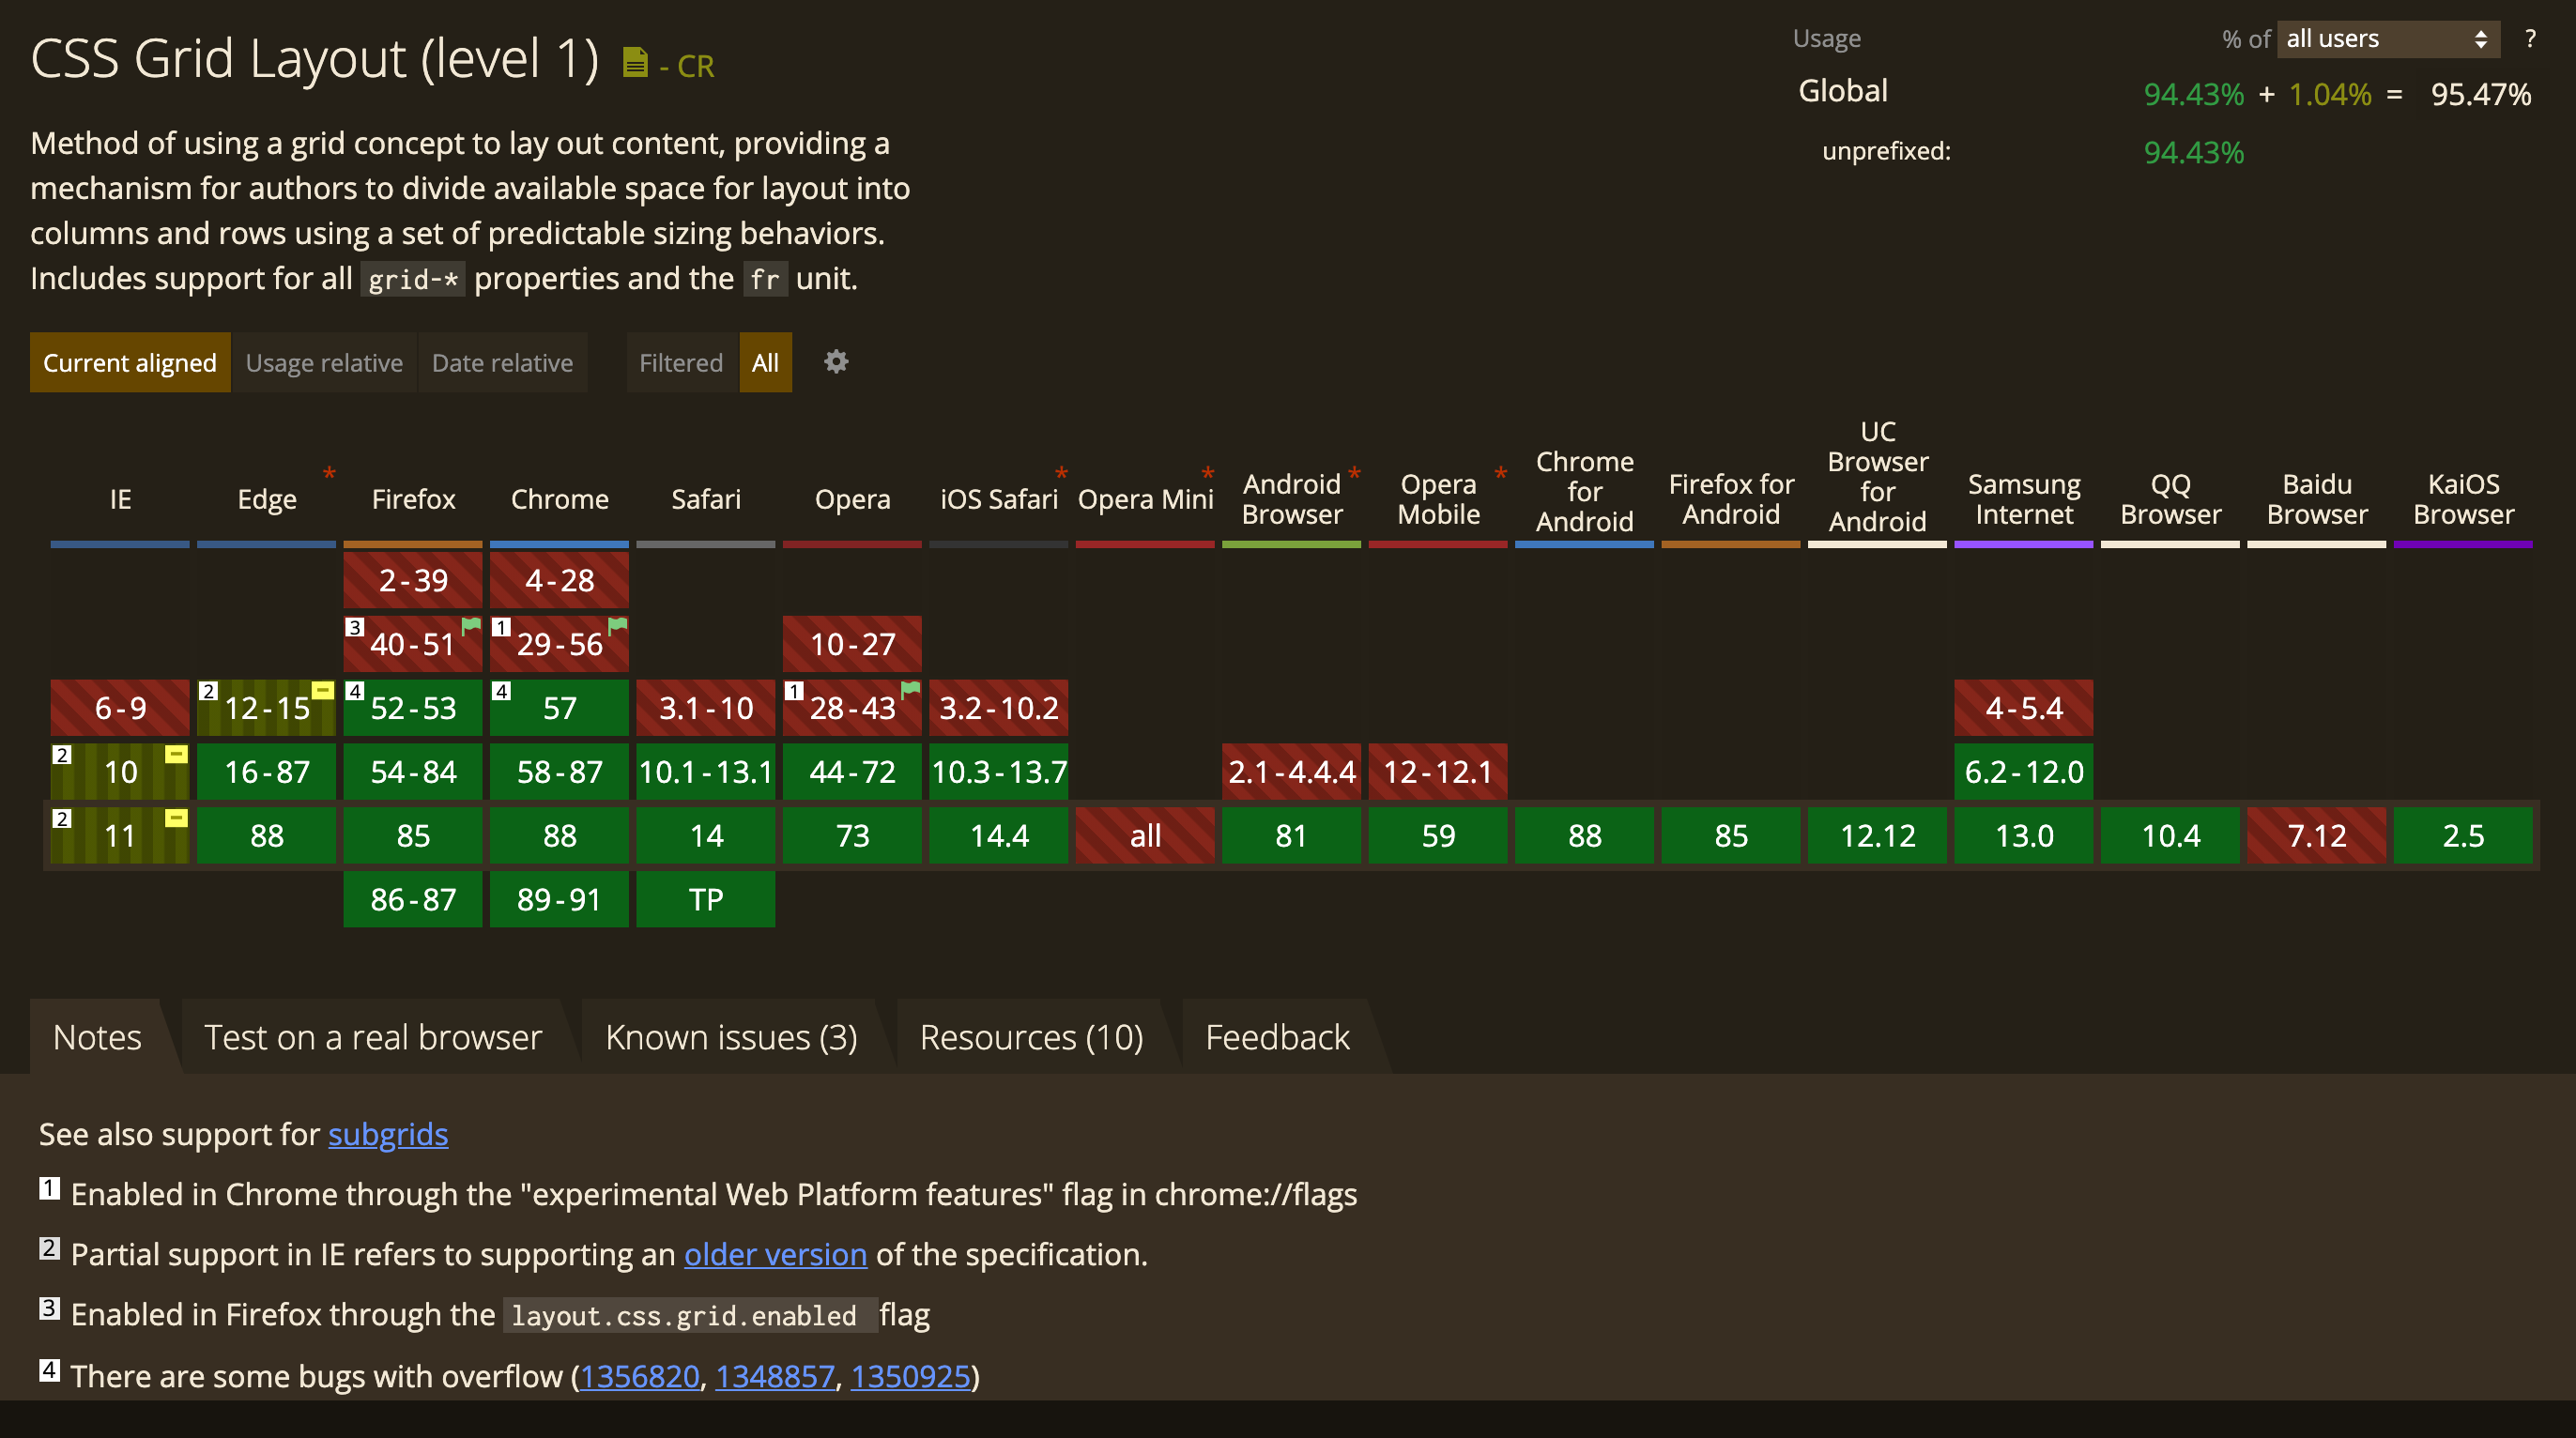 CSS Grid Layout (level 1) - CR
Usage % of all users ?
Global 94.43% + 1.04% = 95.47%
unprefixed: 94.43%
Method of using a grid concept to lay out content, providing a
mechanism for authors to divide available space for layout into
columns and rows using a set of predictable sizing behaviors.
Includes support for all grid-* properties and the fr unit.
Current aligned Usage relative Date relative Filtered All
IE
Edge *
Firefox
Chrome
Safari
Opera
iOS Safari *
Opera Mini *
Android Browser *
Opera Mobile *
Chrome for Android
Firefox for Android
UC Browser for Android
Samsung Internet
QQ Browser
Baidu Browser
KaiOS Browser
2-39 4-28
3 40-51 1 29-56 10-27
6-9 2 12-15 4 52-53 4 57 3.1-10 1 28-43 3.2-10.2 4-5.4
2 10 16-87 54-84 58-87 10.1-13.1 44-72 10.3-13.7 2.1-4.4.4 12-12.1 6.2-12.0
2 11 88 85 88 14 73 14.4 all 81 59 88 85 12.12 13.0 10.4 7.12 2.5
86-87 89-91 TP
Notes Test on a real browser Known issues (3) Resources (10) Feedback
See also support for subgrids
1 Enabled in Chrome through the "experimental Web Platform features" flag in chrome://flags
2 Partial support in IE refers to supporting an older version of the specification.
3 Enabled in Firefox through the layout.css.grid.enabled flag
4 There are some bugs with overflow (1356820, 1348857, 1350925)